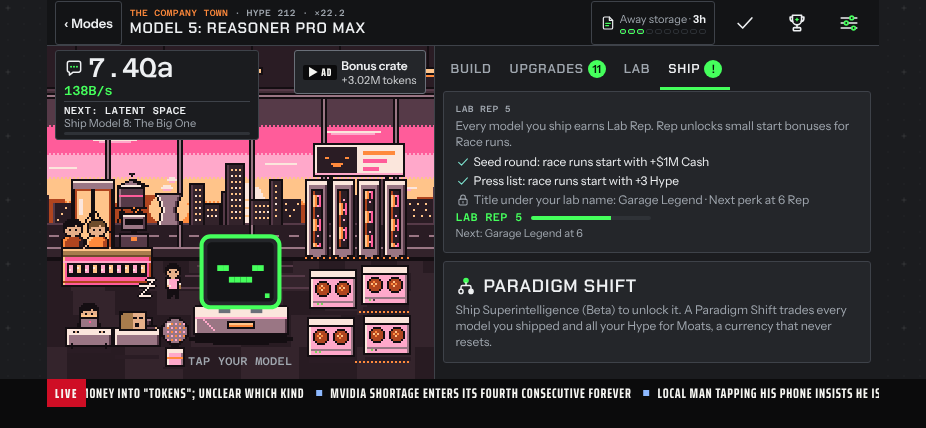 ‹ Modes
THE COMPANY TOWN · HYPE 212 · ×22.2
MODEL 5: REASONER PRO MAX
Away storage · 3h
7.40a
138B/s
NEXT: LATENT SPACE
Ship Model 8: The Big One
AD
Bonus crate
+3.02M tokens
BUILD
UPGRADES 11
LAB
SHIP !
LAB REP 5
Every model you ship earns Lab Rep. Rep unlocks small start bonuses for
Race runs.
Seed round: race runs start with +$1M Cash
Press list: race runs start with +3 Hype
Title under your lab name: Garage Legend · Next perk at 6 Rep
LAB REP 5
Next: Garage Legend at 6
PARADIGM SHIFT
Ship Superintelligence (Beta) to unlock it. A Paradigm Shift trades every
model you shipped and all your Hype for Moats, a currency that never
resets.
Z
TAP YOUR MODEL
LIVE
MONEY INTO "TOKENS"; UNCLEAR WHICH KIND ■ MVIDIA SHORTAGE ENTERS ITS FOURTH CONSECUTIVE FOREVER ■ LOCAL MAN TAPPING HIS PHONE INSISTS HE IS